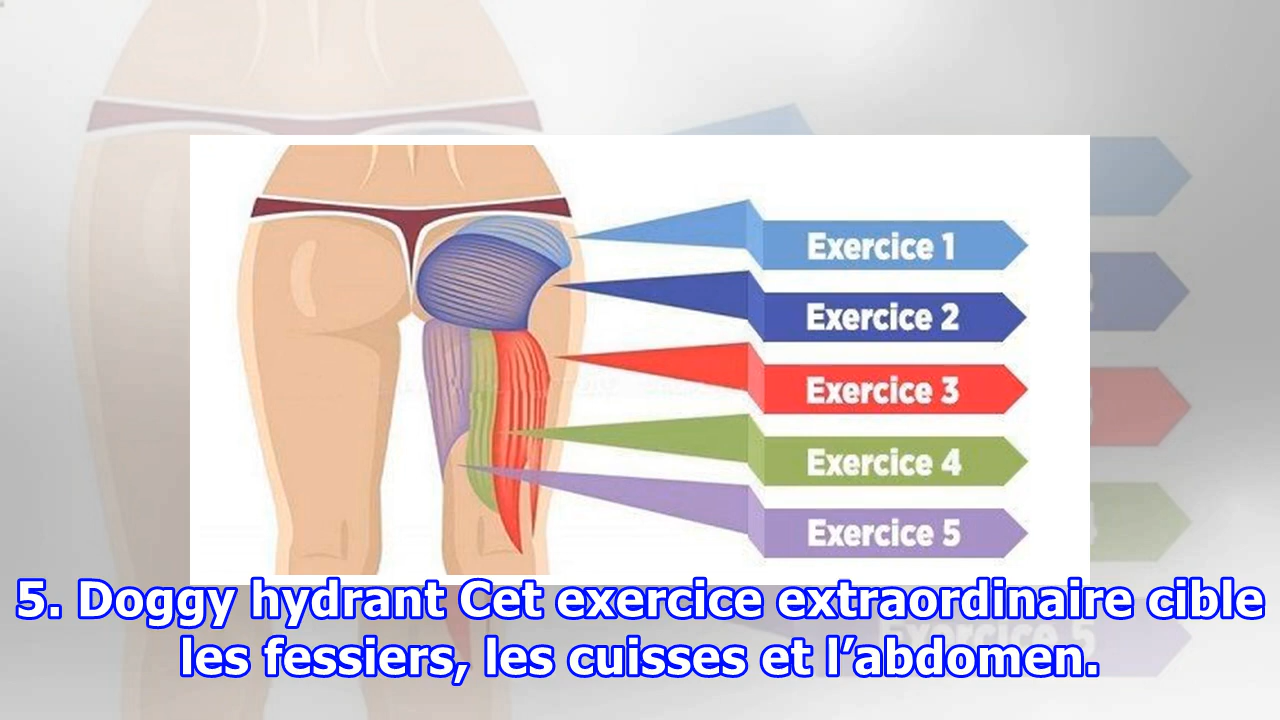 Exercice 1
Exercice 2
Exercice 3
Exercice 4
Exercice 5
5. Doggy hydrant Cet exercice extraordinaire cible
les fessiers, les cuisses et l’abdomen.